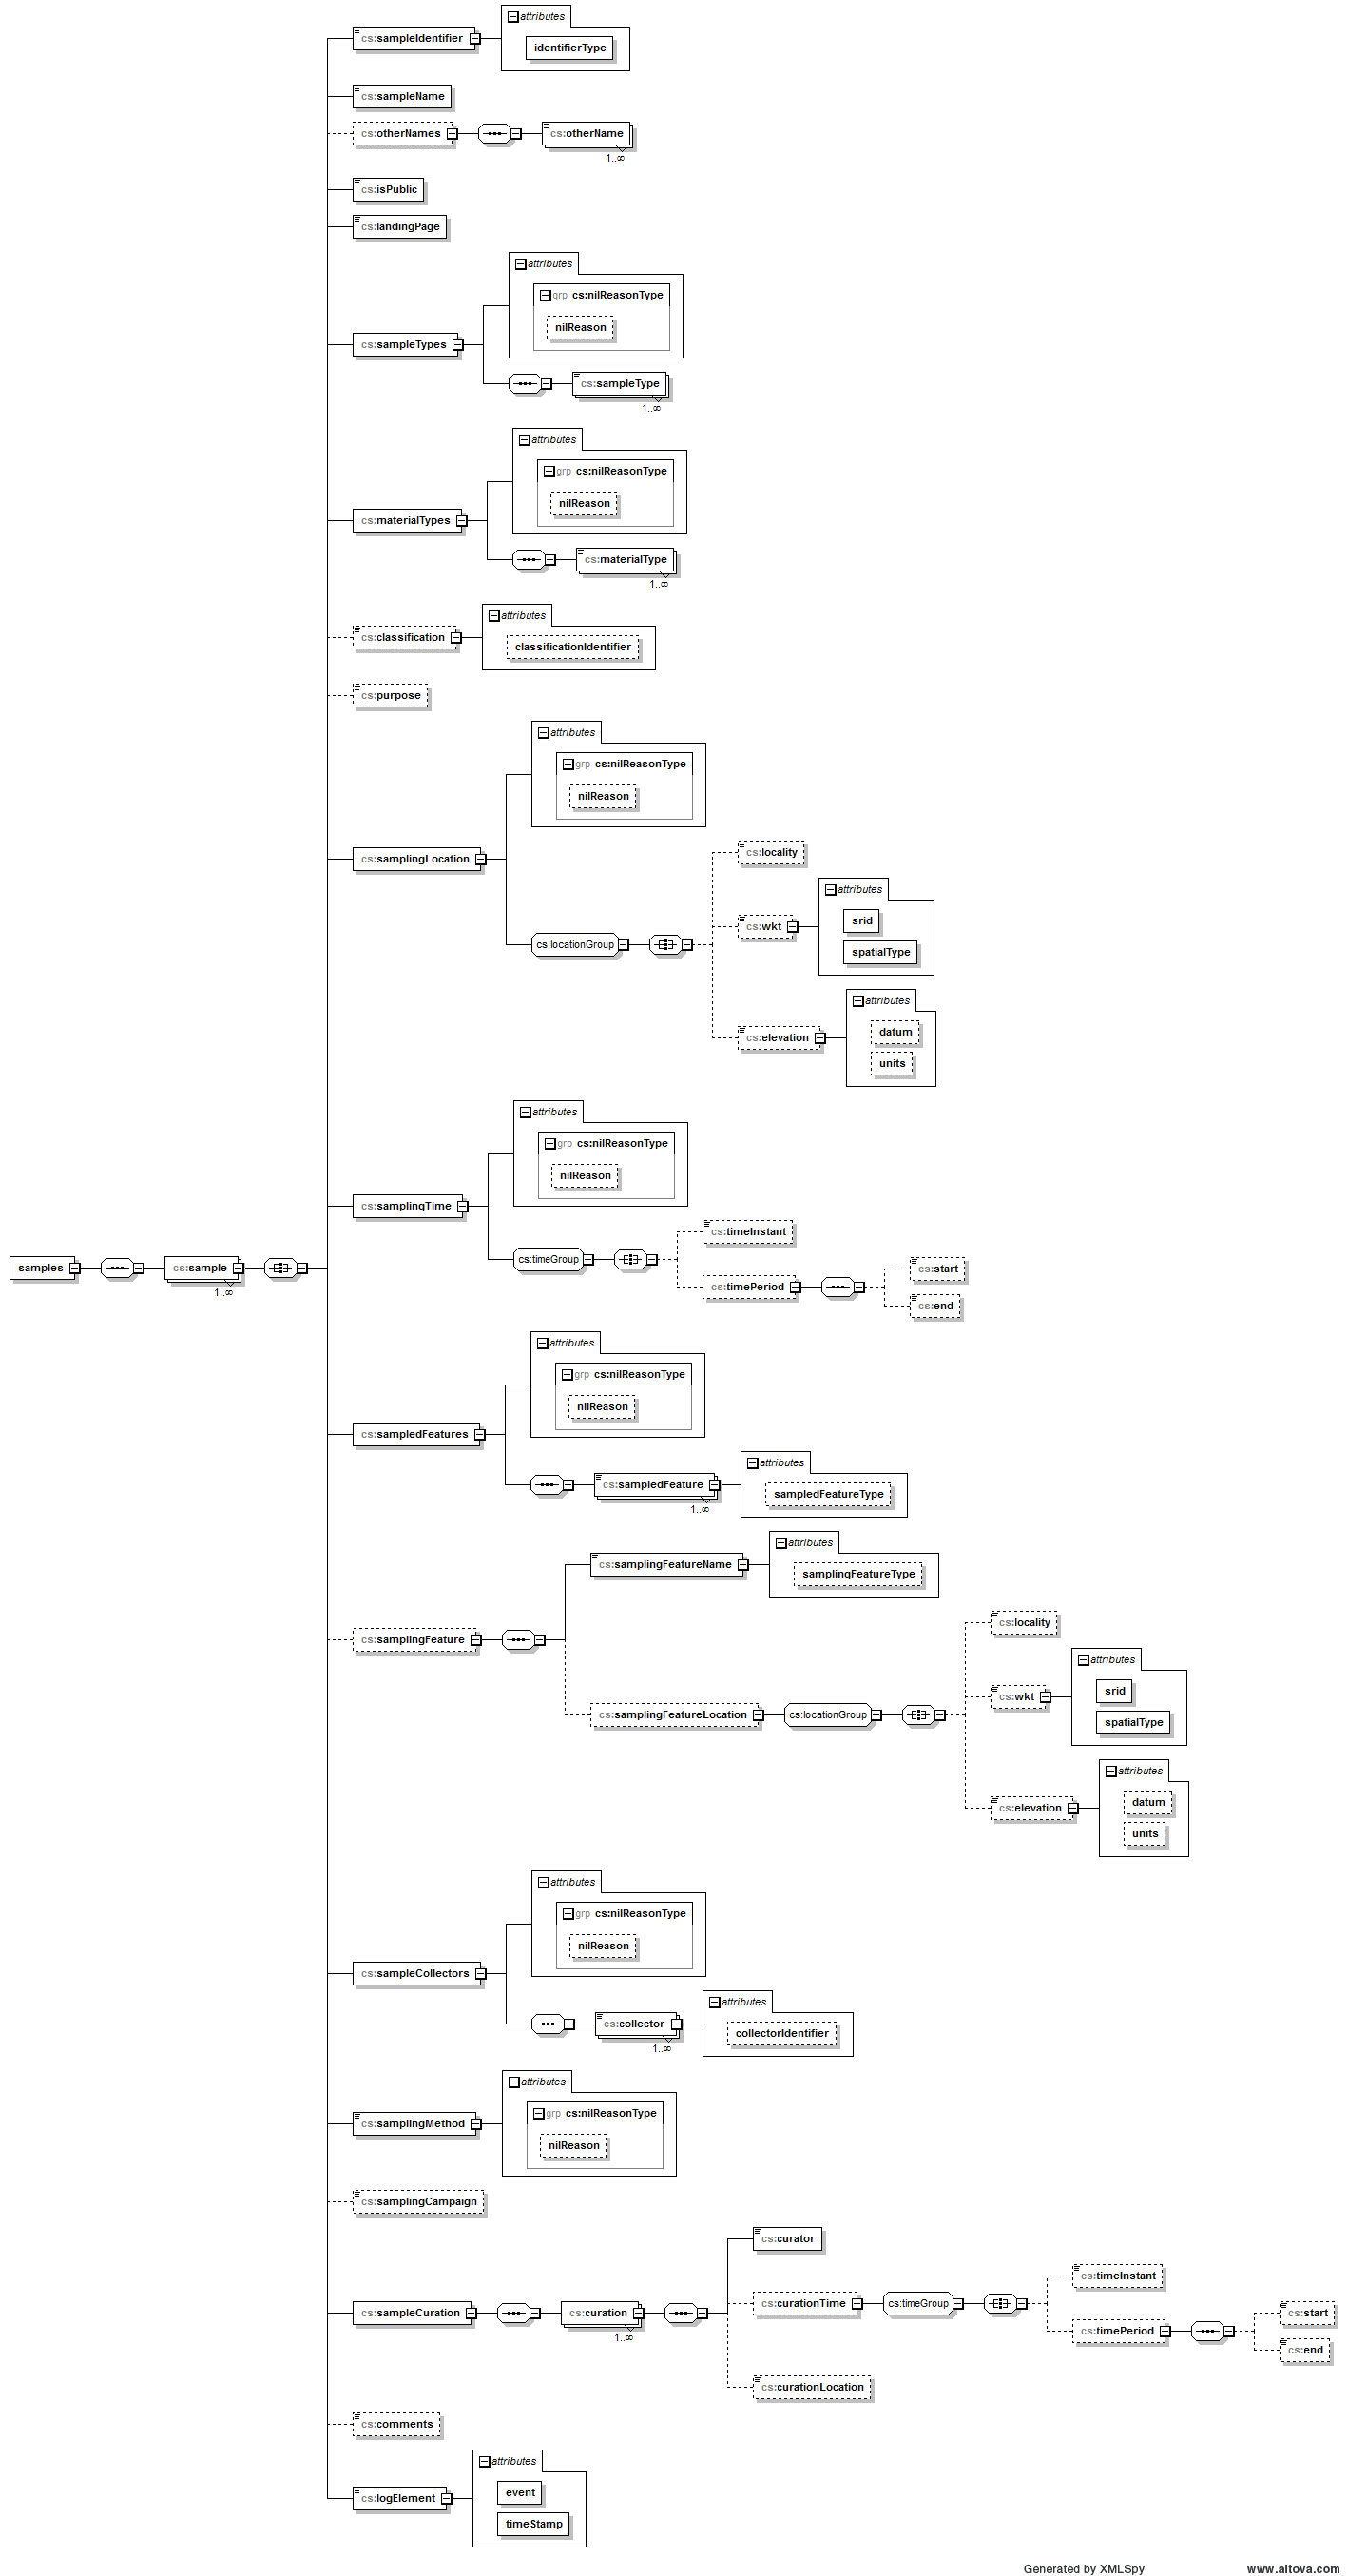 attributes
identifierType
cs:sampleIdentifier
cs:sampleName
cs:otherNames
cs:otherName
1..∞
cs:isPublic
cs:landingPage
attributes
grp cs:nilReasonType
nilReason
cs:sampleTypes
cs:sampleType
1..∞
attributes
grp cs:nilReasonType
nilReason
cs:materialTypes
cs:materialType
1..∞
attributes
cs:classification
classificationIdentifier
cs:purpose
attributes
grp cs:nilReasonType
nilReason
cs:samplingLocation
cs:locationGroup
cs:locality
attributes
cs:wkt
srid
spatialType
attributes
cs:elevation
datum
units
attributes
grp cs:nilReasonType
nilReason
cs:samplingTime
cs:timeGroup
cs:timeInstant
cs:timePeriod
cs:start
cs:end
samples
cs:sample
1..∞
attributes
grp cs:nilReasonType
nilReason
cs:sampledFeatures
cs:sampledFeature
1..∞
attributes
sampledFeatureType
cs:samplingFeature
cs:samplingFeatureName
attributes
samplingFeatureType
cs:samplingFeatureLocation
cs:locationGroup
cs:locality
attributes
cs:wkt
srid
spatialType
attributes
cs:elevation
datum
units
attributes
grp cs:nilReasonType
nilReason
cs:sampleCollectors
cs:collector
1..∞
attributes
collectorIdentifier
attributes
grp cs:nilReasonType
nilReason
cs:samplingMethod
cs:samplingCampaign
cs:sampleCuration
cs:curation
1..∞
cs:curator
cs:curationTime
cs:timeGroup
cs:timeInstant
cs:timePeriod
cs:start
cs:end
cs:curationLocation
cs:comments
attributes
cs:logElement
event
timeStamp
Generated by XMLSpy www.altova.com